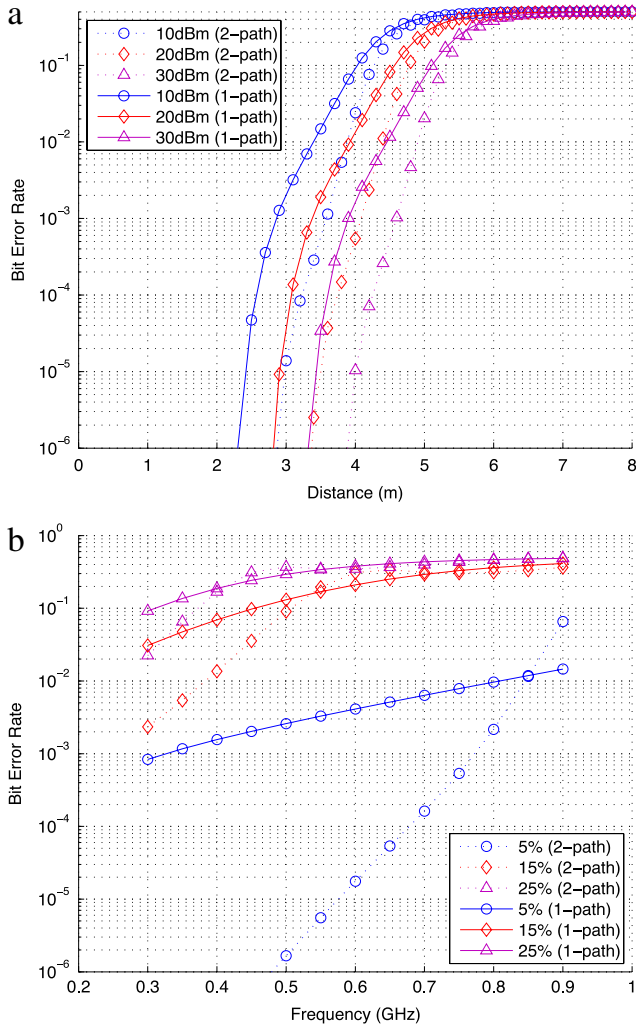 a
10dBm (2-path)
20dBm (2-path)
30dBm (2-path)
10dBm (1-path)
20dBm (1-path)
30dBm (1-path)
Bit Error Rate
10^-1
10^-2
10^-3
10^-4
10^-5
10^-6
0 1 2 3 4 5 6 7 8
Distance (m)
b
Bit Error Rate
10^0
10^-1
10^-2
10^-3
10^-4
10^-5
10^-6
5% (2-path)
15% (2-path)
25% (2-path)
5% (1-path)
15% (1-path)
25% (1-path)
0.2 0.3 0.4 0.5 0.6 0.7 0.8 0.9 1
Frequency (GHz)